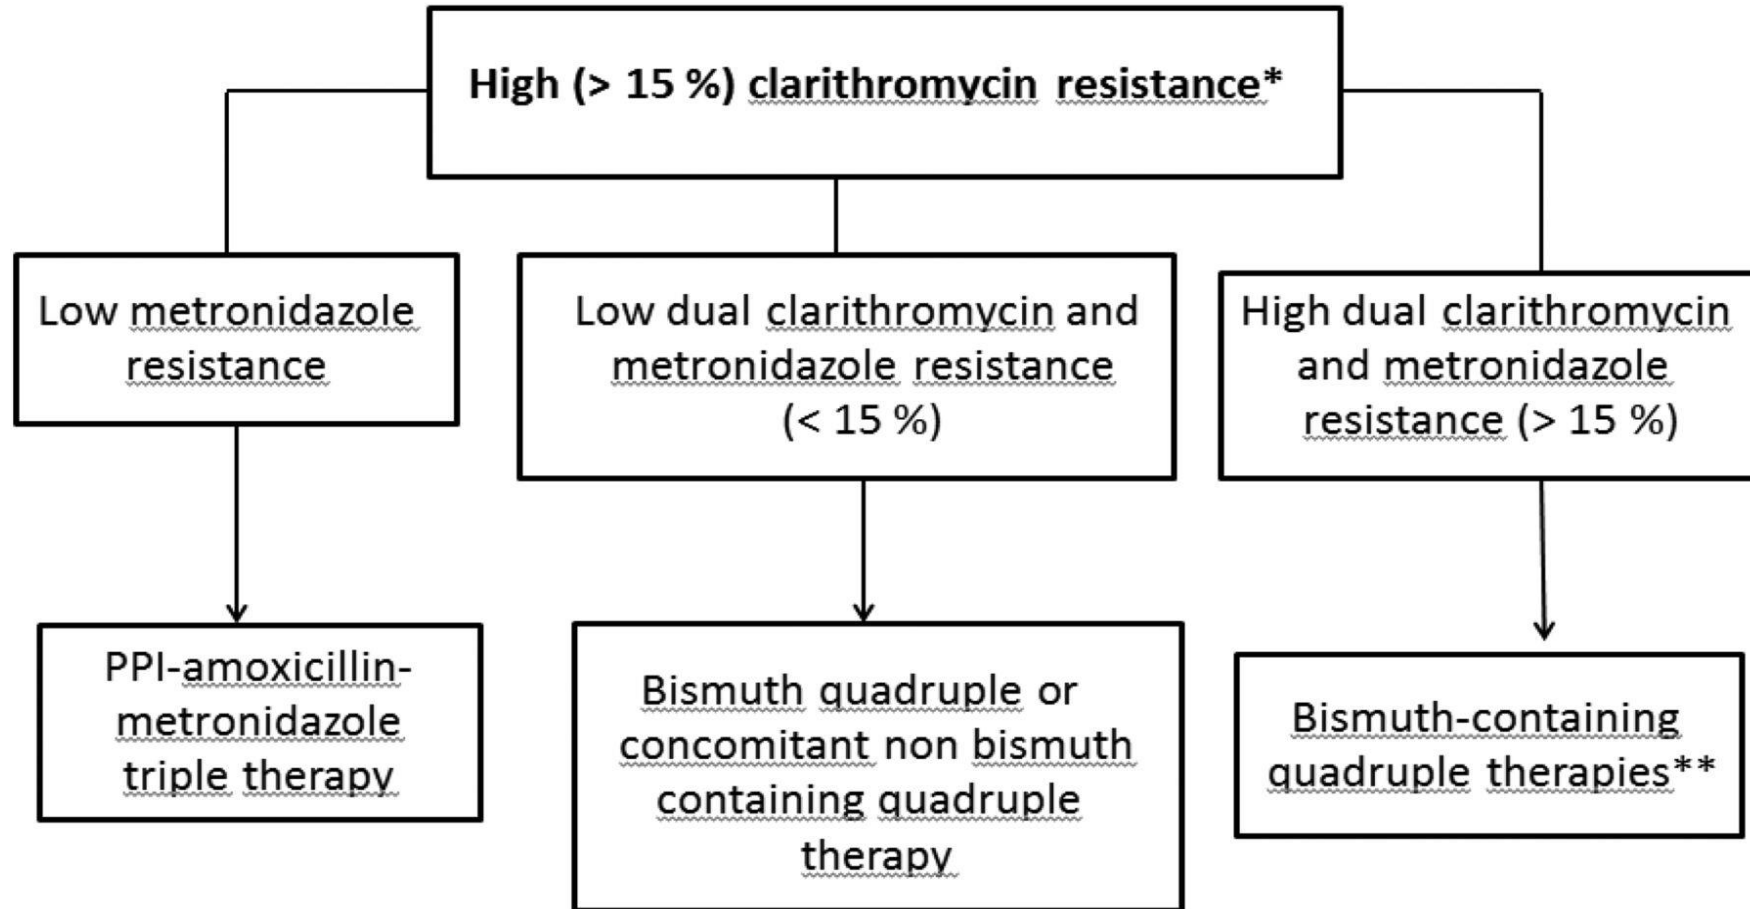 High (> 15 %) clarithromycin resistance*
Low metronidazole
resistance
Low dual clarithromycin and
metronidazole resistance
(< 15 %)
High dual clarithromycin
and metronidazole
resistance (> 15 %)
PPI-amoxicillin-
metronidazole
triple therapy
Bismuth quadruple or
concomitant non bismuth
containing quadruple
therapy
Bismuth-containing
quadruple therapies**